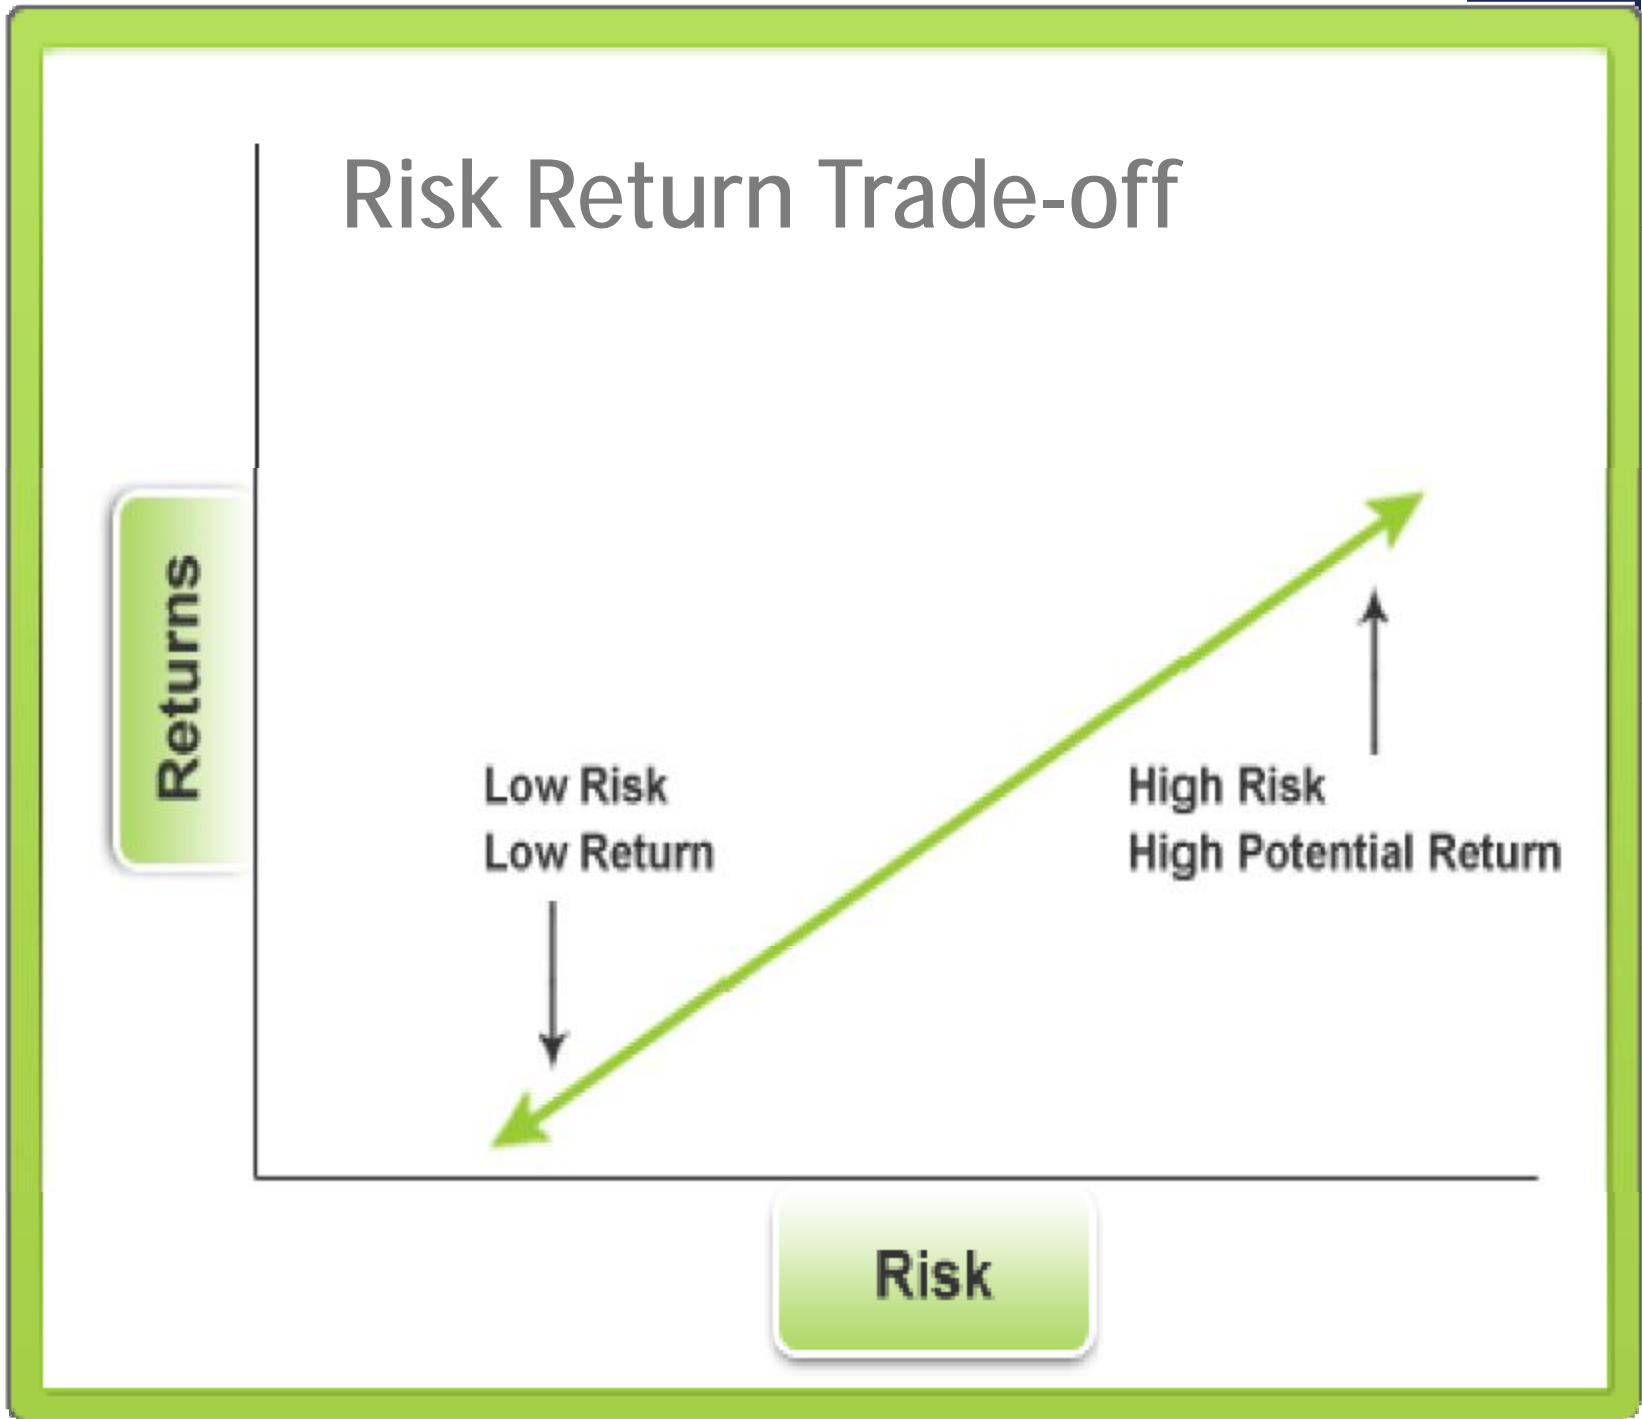 Risk Return Trade-off
Returns
Low Risk
Low Return
High Risk
High Potential Return
Risk